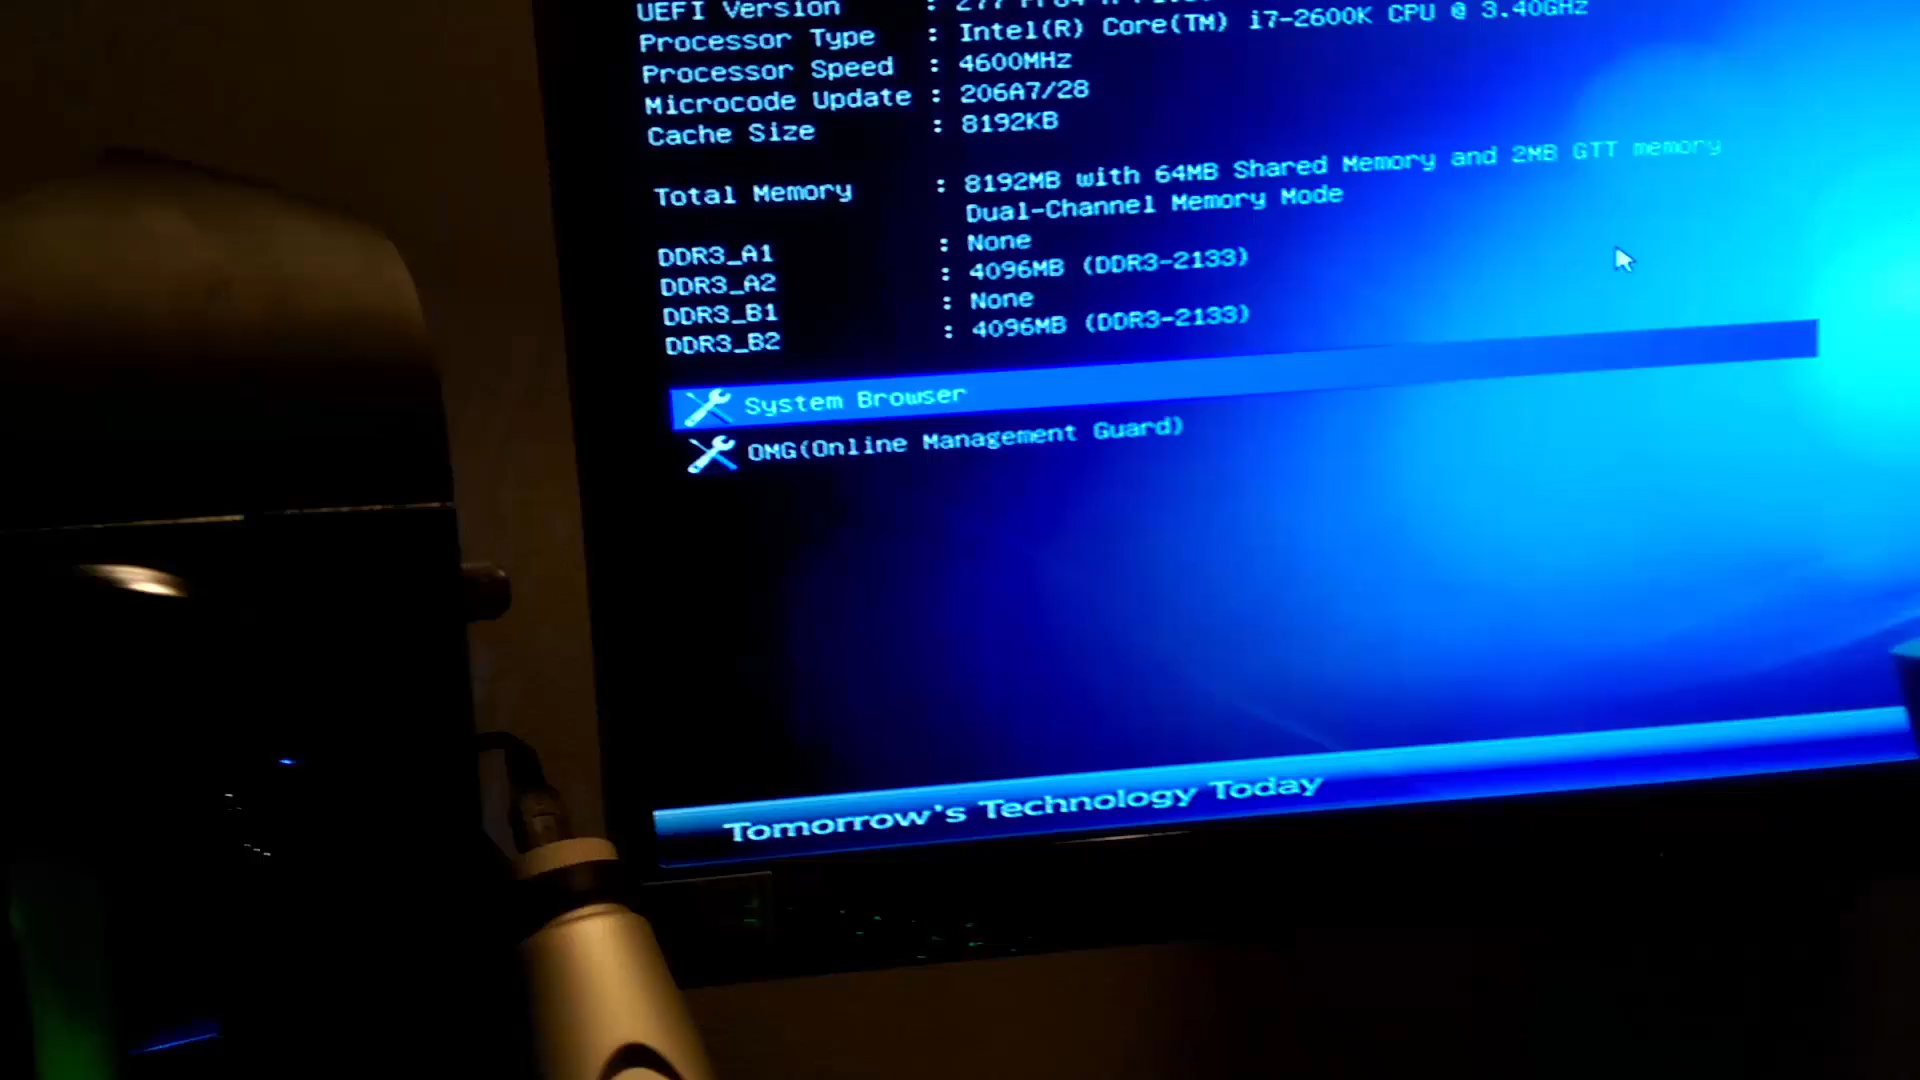 UEFI Version :
Processor Type : Intel(R) Core(TM) i7-2600K CPU @ 3.40GHz
Processor Speed : 4600MHz
Microcode Update : 206A7/28
Cache Size : 8192KB
Total Memory : 8192MB with 64MB Shared Memory and 2MB GTT memory
Dual-Channel Memory Mode
DDR3_A1 : None
DDR3_A2 : 4096MB (DDR3-2133)
DDR3_B1 : None
DDR3_B2 : 4096MB (DDR3-2133)
System Browser
OMG(Online Management Guard)
Tomorrow's Technology Today